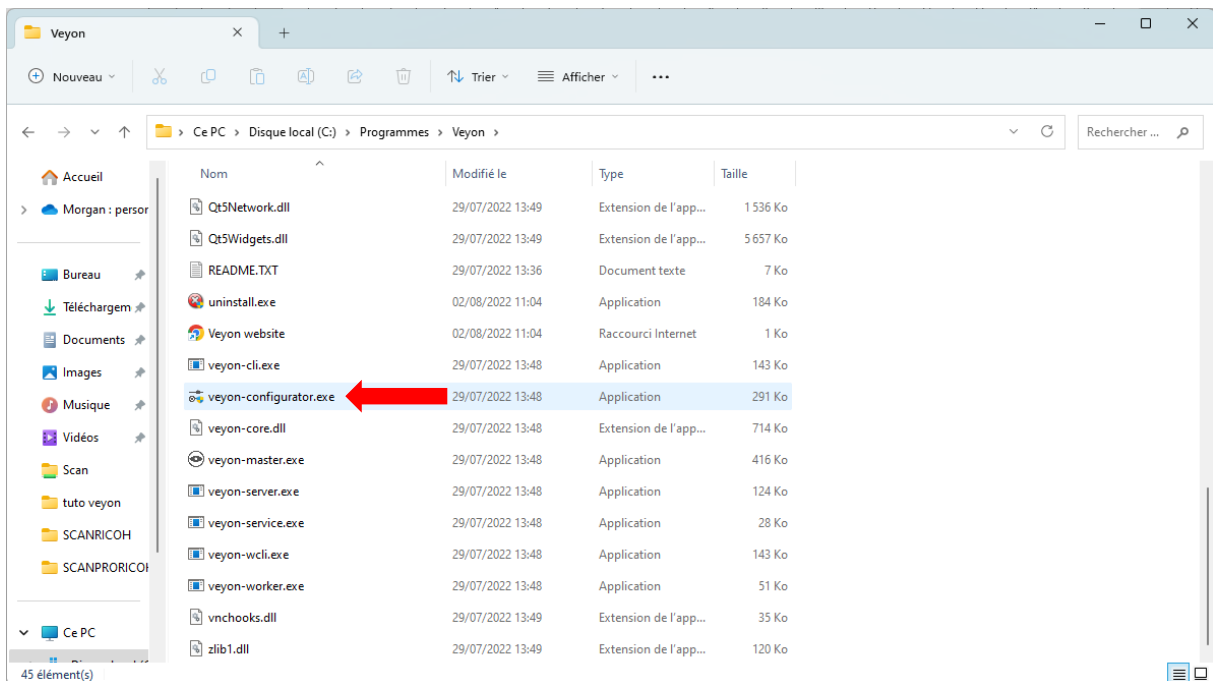 Veyon
Nouveau
Trier
Afficher
Ce PC > Disque local (C:) > Programmes > Veyon >
Rechercher ...
Accueil
Morgan : persor
Bureau
Téléchargem
Documents
Images
Musique
Vidéos
Scan
tuto veyon
SCANRICOH
SCANPRORICOH
Ce PC
Nom Modifié le Type Taille
Qt5Network.dll 29/07/2022 13:49 Extension de l'app... 1 536 Ko
Qt5Widgets.dll 29/07/2022 13:49 Extension de l'app... 5 657 Ko
README.TXT 29/07/2022 13:36 Document texte 7 Ko
uninstall.exe 02/08/2022 11:04 Application 184 Ko
Veyon website 02/08/2022 11:04 Raccourci Internet 1 Ko
veyon-cli.exe 29/07/2022 13:48 Application 143 Ko
veyon-configurator.exe 29/07/2022 13:48 Application 291 Ko
veyon-core.dll 29/07/2022 13:48 Extension de l'app... 714 Ko
veyon-master.exe 29/07/2022 13:48 Application 416 Ko
veyon-server.exe 29/07/2022 13:48 Application 124 Ko
veyon-service.exe 29/07/2022 13:48 Application 28 Ko
veyon-wcli.exe 29/07/2022 13:48 Application 143 Ko
veyon-worker.exe 29/07/2022 13:48 Application 51 Ko
vnchooks.dll 29/07/2022 13:49 Extension de l'app... 35 Ko
zlib1.dll 29/07/2022 13:49 Extension de l'app... 120 Ko
45 élément(s)